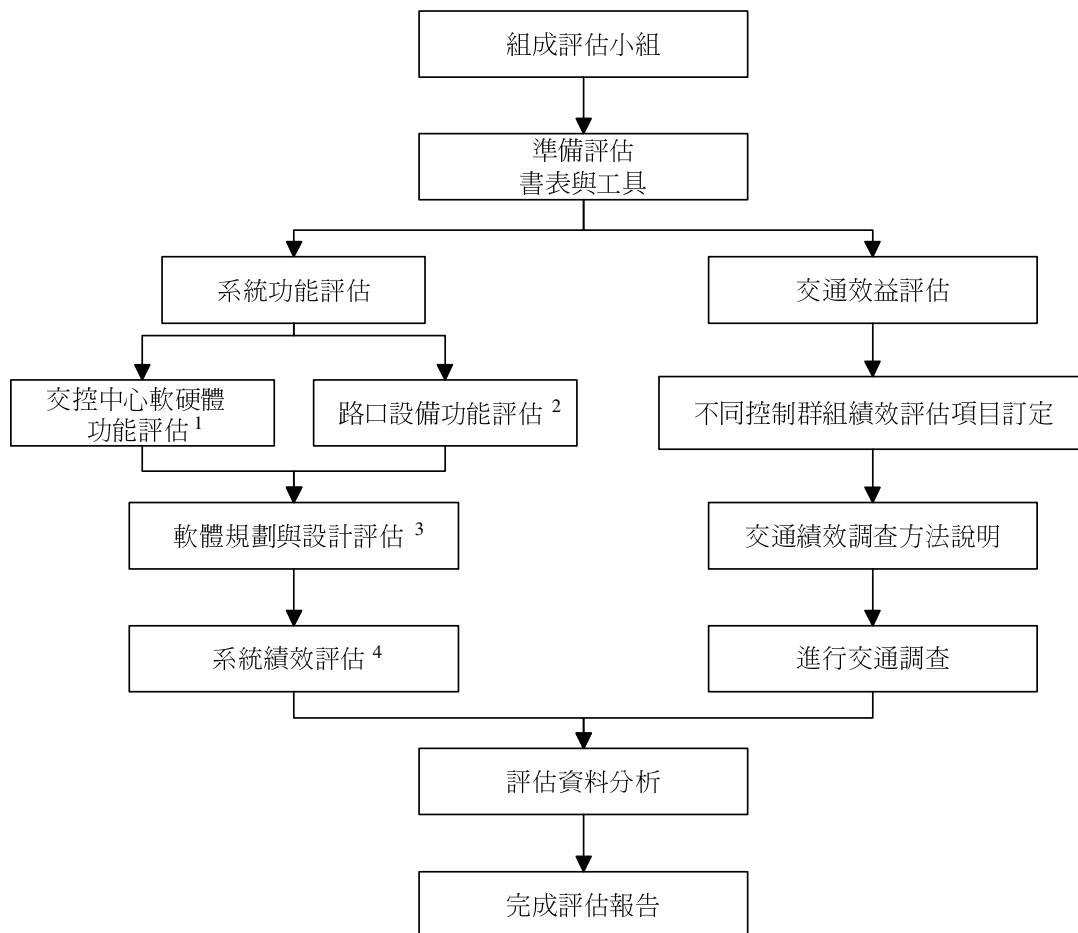 組成評估小組
準備評估
書表與工具
系統功能評估
交通效益評估
交控中心軟硬體
功能評估 1
路口設備功能評估 2
不同控制群組績效評估項目訂定
軟體規劃與設計評估 3
交通績效調查方法說明
系統績效評估 4
進行交通調查
評估資料分析
完成評估報告